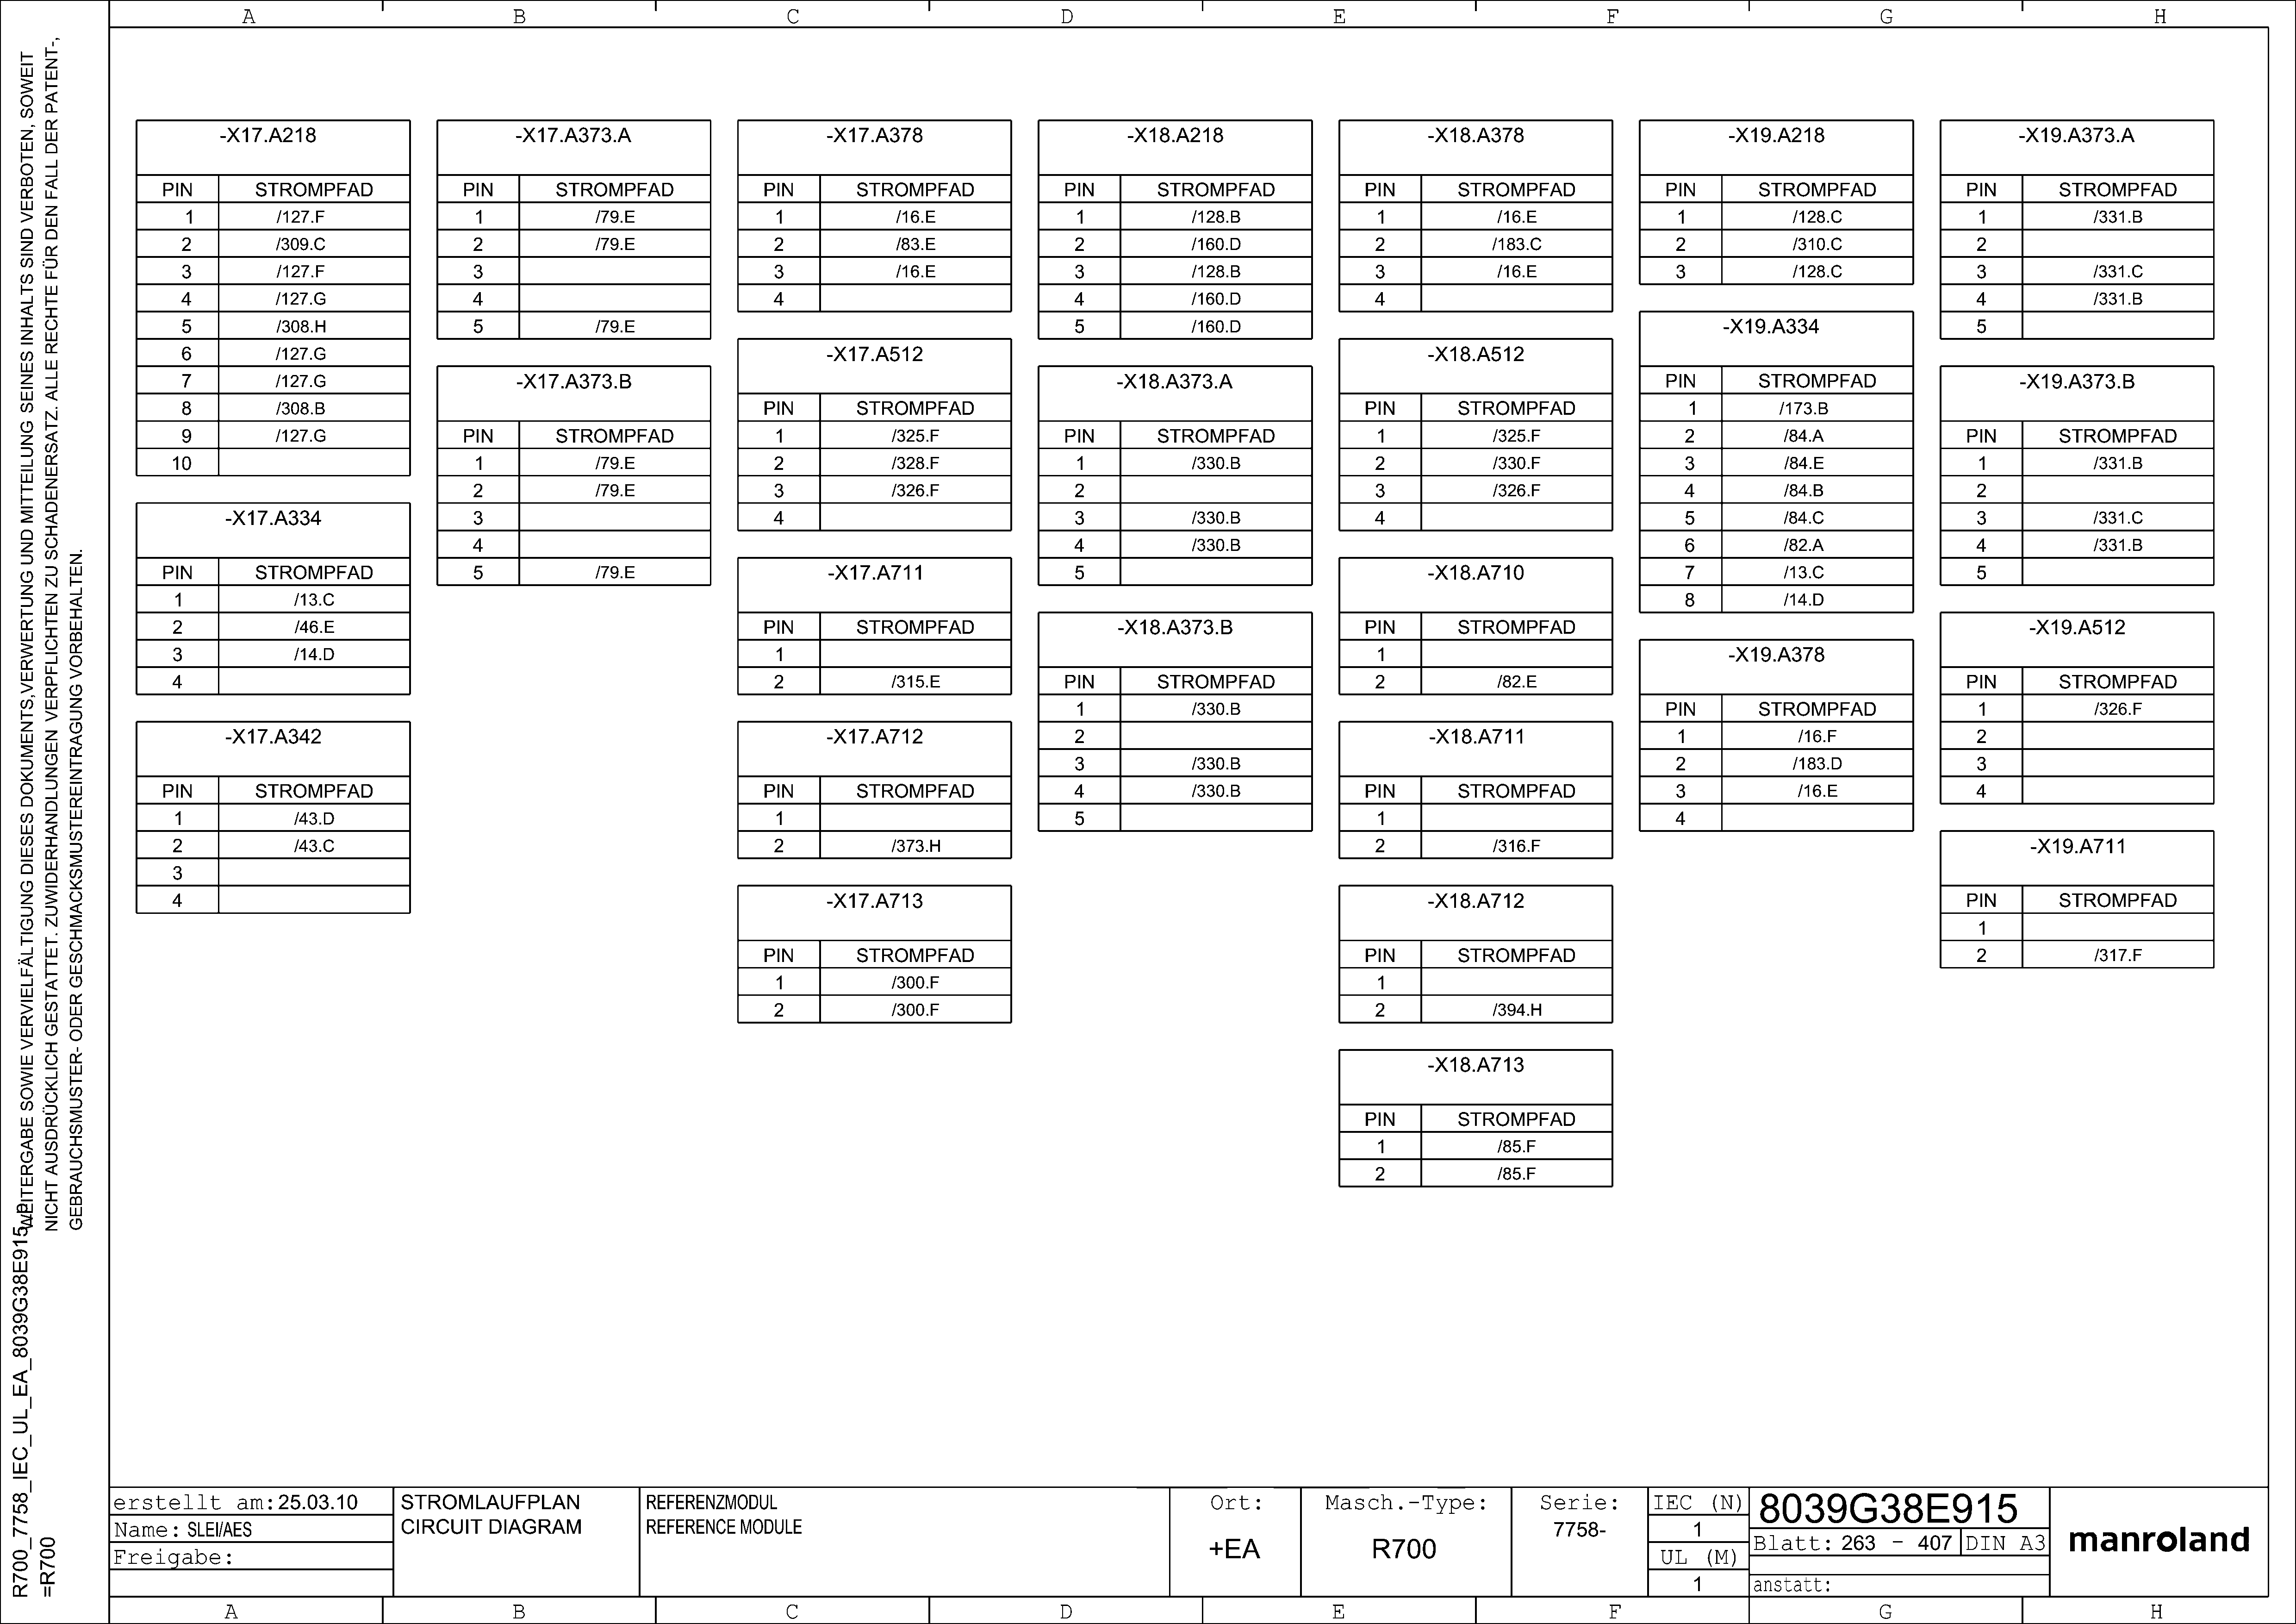 A B C D E F G H
WEITERGABE SOWIE VERVIELFÄLTIGUNG DIESES DOKUMENTS,VERWERTUNG UND MITTEILUNG SEINES INHALTS SIND VERBOTEN, SOWEIT
NICHT AUSDRÜCKLICH GESTATTET. ZUWIDERHANDLUNGEN VERPFLICHTEN ZU SCHADENERSATZ. ALLE RECHTE FÜR DEN FALL DER PATENT-,
GEBRAUCHSMUSTER- ODER GESCHMACKSMUSTEREINTRAGUNG VORBEHALTEN.
R700_7758_IEC_UL_EA_8039G38E915_D
=R700
-X17.A218
PIN STROMPFAD
1 /127.F
2 /309.C
3 /127.F
4 /127.G
5 /308.H
6 /127.G
7 /127.G
8 /308.B
9 /127.G
10
-X17.A334
PIN STROMPFAD
1 /13.C
2 /46.E
3 /14.D
4
-X17.A342
PIN STROMPFAD
1 /43.D
2 /43.C
3
4
-X17.A373.A
PIN STROMPFAD
1 /79.E
2 /79.E
3
4
5 /79.E
-X17.A373.B
PIN STROMPFAD
1 /79.E
2 /79.E
3
4
5 /79.E
-X17.A378
PIN STROMPFAD
1 /16.E
2 /83.E
3 /16.E
4
-X17.A512
PIN STROMPFAD
1 /325.F
2 /328.F
3 /326.F
4
-X17.A711
PIN STROMPFAD
1
2 /315.E
-X17.A712
PIN STROMPFAD
1
2 /373.H
-X17.A713
PIN STROMPFAD
1 /300.F
2 /300.F
-X18.A218
PIN STROMPFAD
1 /128.B
2 /160.D
3 /128.B
4 /160.D
5 /160.D
-X18.A373.A
PIN STROMPFAD
1 /330.B
2
3 /330.B
4 /330.B
5
-X18.A373.B
PIN STROMPFAD
1 /330.B
2
3 /330.B
4 /330.B
5
-X18.A378
PIN STROMPFAD
1 /16.E
2 /183.C
3 /16.E
4
-X18.A512
PIN STROMPFAD
1 /325.F
2 /330.F
3 /326.F
4
-X18.A710
PIN STROMPFAD
1
2 /82.E
-X18.A711
PIN STROMPFAD
1
2 /316.F
-X18.A712
PIN STROMPFAD
1
2 /394.H
-X18.A713
PIN STROMPFAD
1 /85.F
2 /85.F
-X19.A218
PIN STROMPFAD
1 /128.C
2 /310.C
3 /128.C
-X19.A334
PIN STROMPFAD
1 /173.B
2 /84.A
3 /84.E
4 /84.B
5 /84.C
6 /82.A
7 /13.C
8 /14.D
-X19.A378
PIN STROMPFAD
1 /16.F
2 /183.D
3 /16.E
4
-X19.A373.A
PIN STROMPFAD
1 /331.B
2
3 /331.C
4 /331.B
5
-X19.A373.B
PIN STROMPFAD
1 /331.B
2
3 /331.C
4 /331.B
5
-X19.A512
PIN STROMPFAD
1 /326.F
2
3
4
-X19.A711
PIN STROMPFAD
1
2 /317.F
erstellt am: 25.03.10
Name: SLEI/AES
Freigabe:
STROMLAUFPLAN
CIRCUIT DIAGRAM
REFERENZMODUL
REFERENCE MODULE
Ort:
+EA
Masch.-Type:
R700
Serie:
7758-
IEC (N)
1
UL (M)
1
8039G38E915
Blatt: 263 - 407 DIN A3
anstatt:
manroland
A B C D E F G H